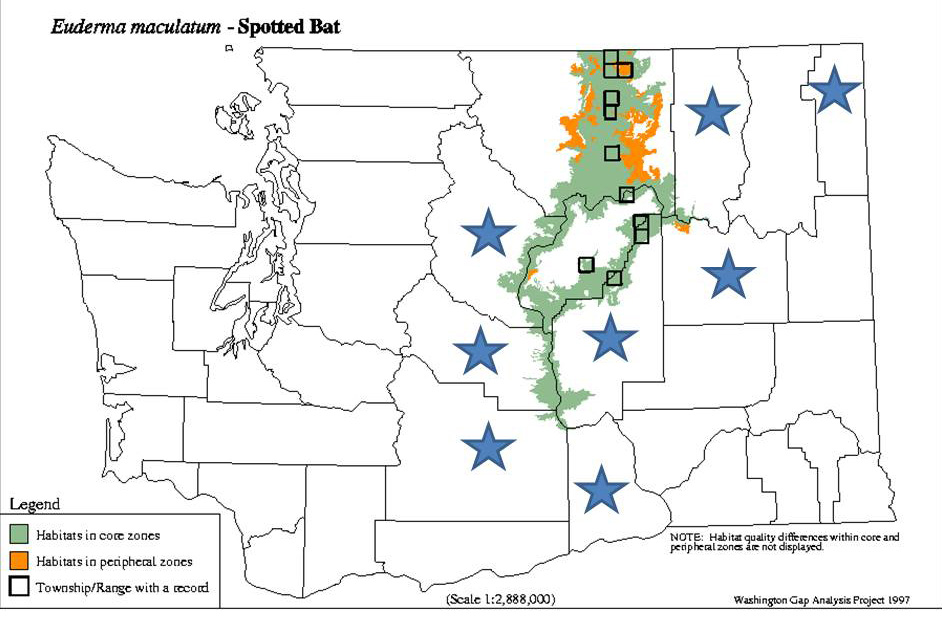 Euderma maculatum - Spotted Bat
Legend
Habitats in core zones
Habitats in peripheral zones
Township/Range with a record
(Scale 1:2,888,000)
NOTE: Habitat quality differences within core and
peripheral zones are not displayed.
Washington Gap Analysis Project 1997